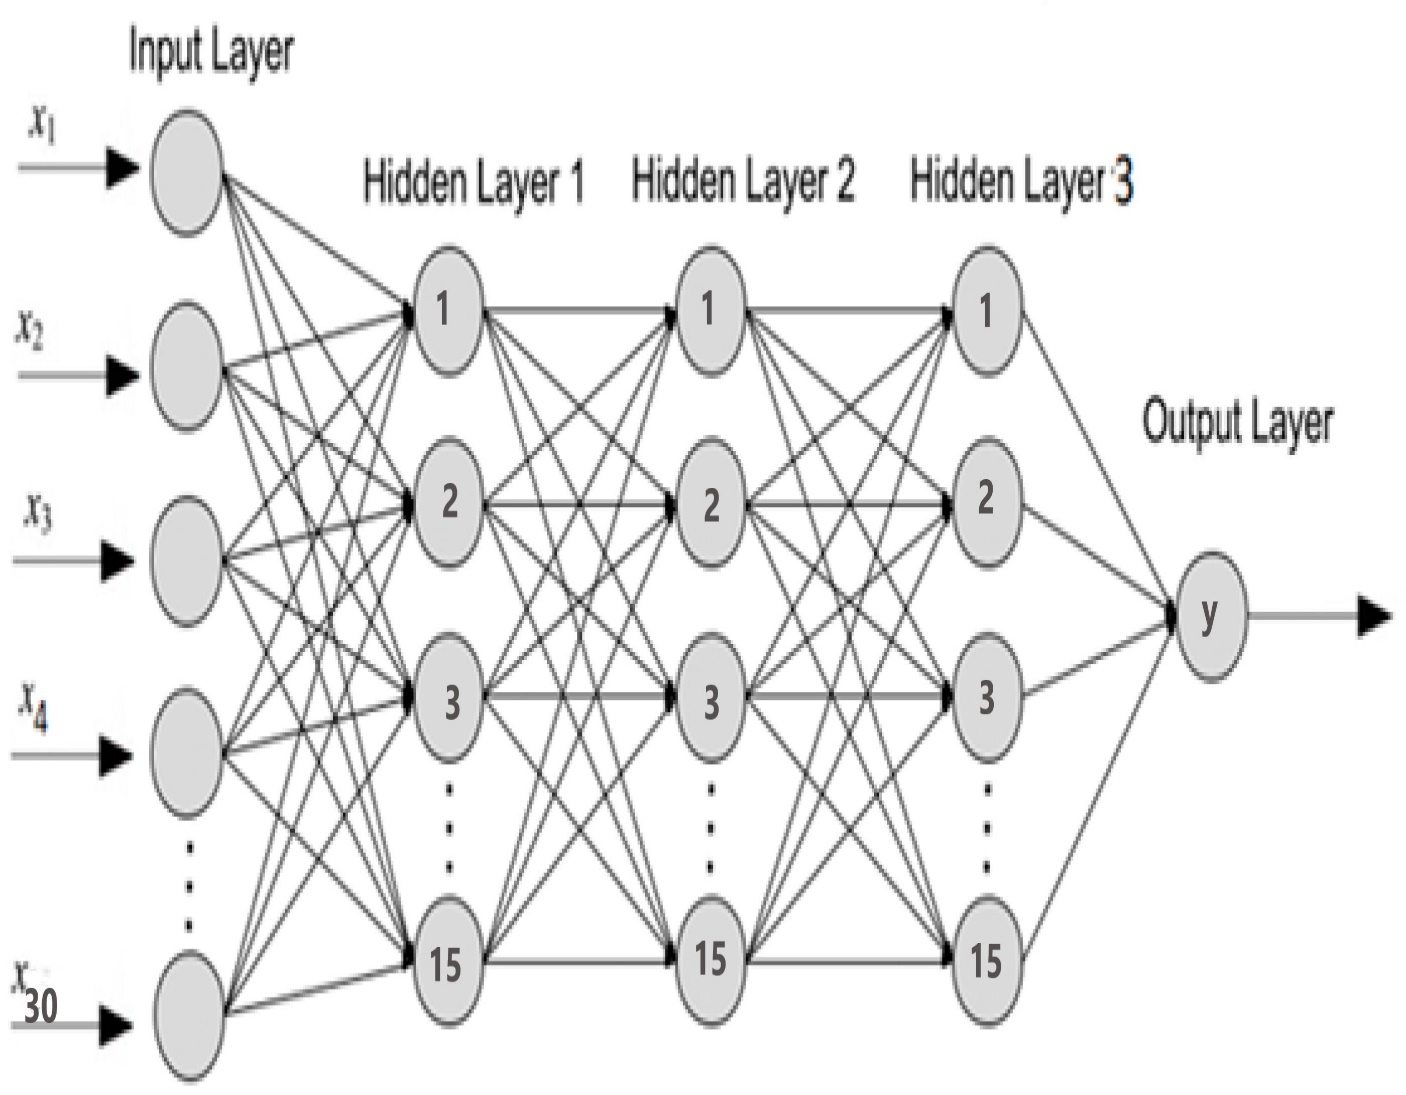 Input Layer
x1
Hidden Layer 1
Hidden Layer 2
Hidden Layer 3
1
1
1
x2
Output Layer
2
2
2
x3
y
3
3
3
x4
15
15
15
x30